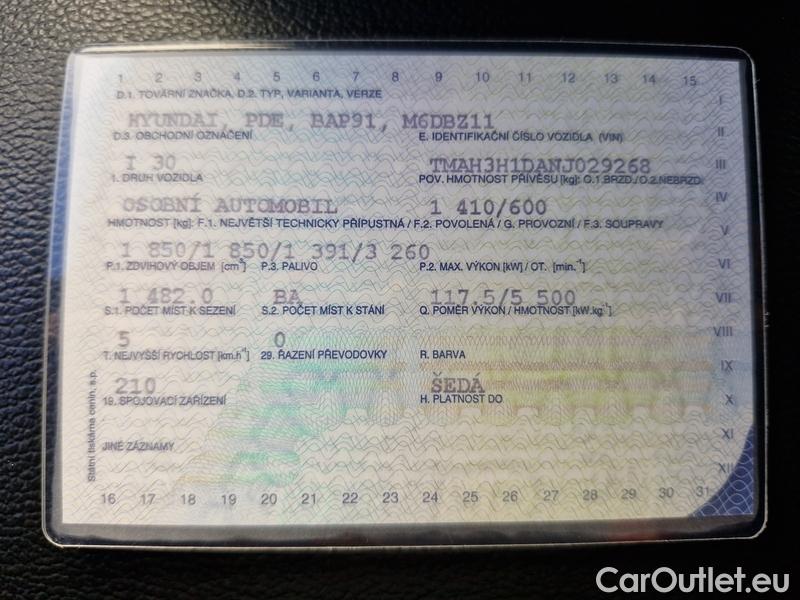 1 2 3 4 5 6 7 8 9 10 11 12 13 14 15
D.1. TOVÁRNÍ ZNAČKA, D.2. TYP, VARIANTA, VERZE
I
HYUNDAI, PDE, BAP91, M6DBZ11
D.3. OBCHODNÍ OZNAČENÍ E. IDENTIFIKAČNÍ ČÍSLO VOZIDLA (VIN)
II
I 30 TMAH3H1DANJ029268
III
1. DRUH VOZIDLA POV. HMOTNOST PŘÍVĚSU [kg]: O.1.BRZD./O.2.NEBRZD.
OSOBNÍ AUTOMOBIL 1 410/600
IV
HMOTNOST [kg]: F.1. NEJVĚTŠÍ TECHNICKY PŘÍPUSTNÁ / F.2. POVOLENÁ / G. PROVOZNÍ / F.3. SOUPRAVY
V
1 850/1 850/1 391/3 260
P.1. ZDVIHOVÝ OBJEM [cm³] P.3. PALIVO P.2. MAX. VÝKON [kW] / OT. [min.⁻¹]
VI
1 482.0 BA 117.5/5 500
VII
S.1. POČET MÍST K SEZENÍ S.2. POČET MÍST K STÁNÍ Q. POMĚR VÝKON / HMOTNOST [kW.kg⁻¹]
5 0
VIII
T. NEJVYŠŠÍ RYCHLOST [km.h⁻¹] 29. ŘAZENÍ PŘEVODOVKY R. BARVA
IX
210 ŠEDÁ
19. SPOJOVACÍ ZAŘÍZENÍ H. PLATNOST DO
X
XI
JINÉ ZÁZNAMY
XII
Státní tiskárna cenin, s.p.
16 17 18 19 20 21 22 23 24 25 26 27 28 29 30 31
CarOutlet.eu